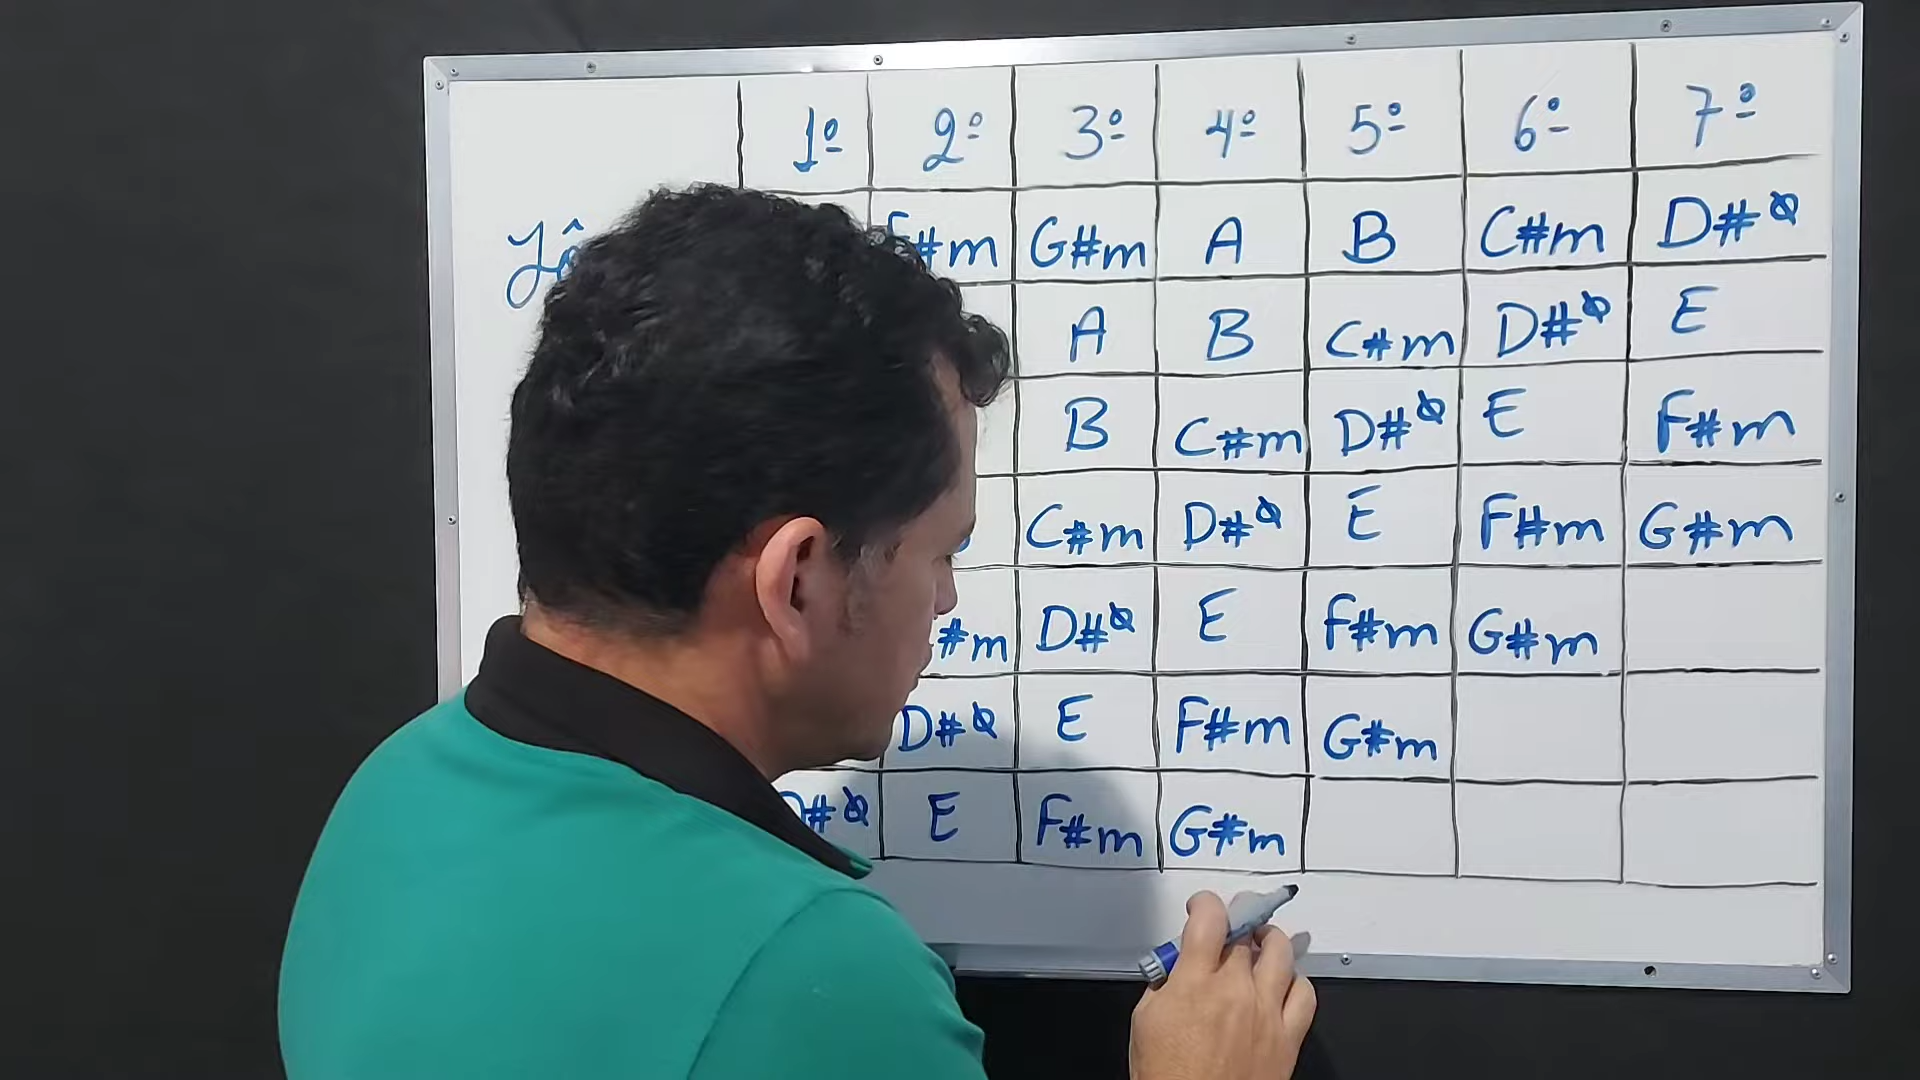 1º 2º 3º 4º 5º 6º 7º
F#m G#m A B C#m D#Ø
A B C#m D#Ø E
B C#m D#Ø E F#m
C#m D#Ø E F#m G#m
#m D#Ø E F#m G#m
D#Ø E F#m G#m
D#Ø E F#m G#m